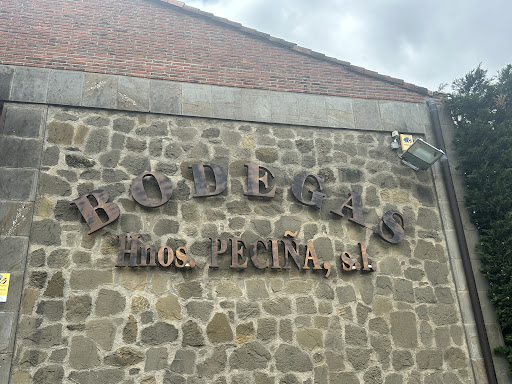 BODEGAS
Hnos. PECIÑA, s.l.